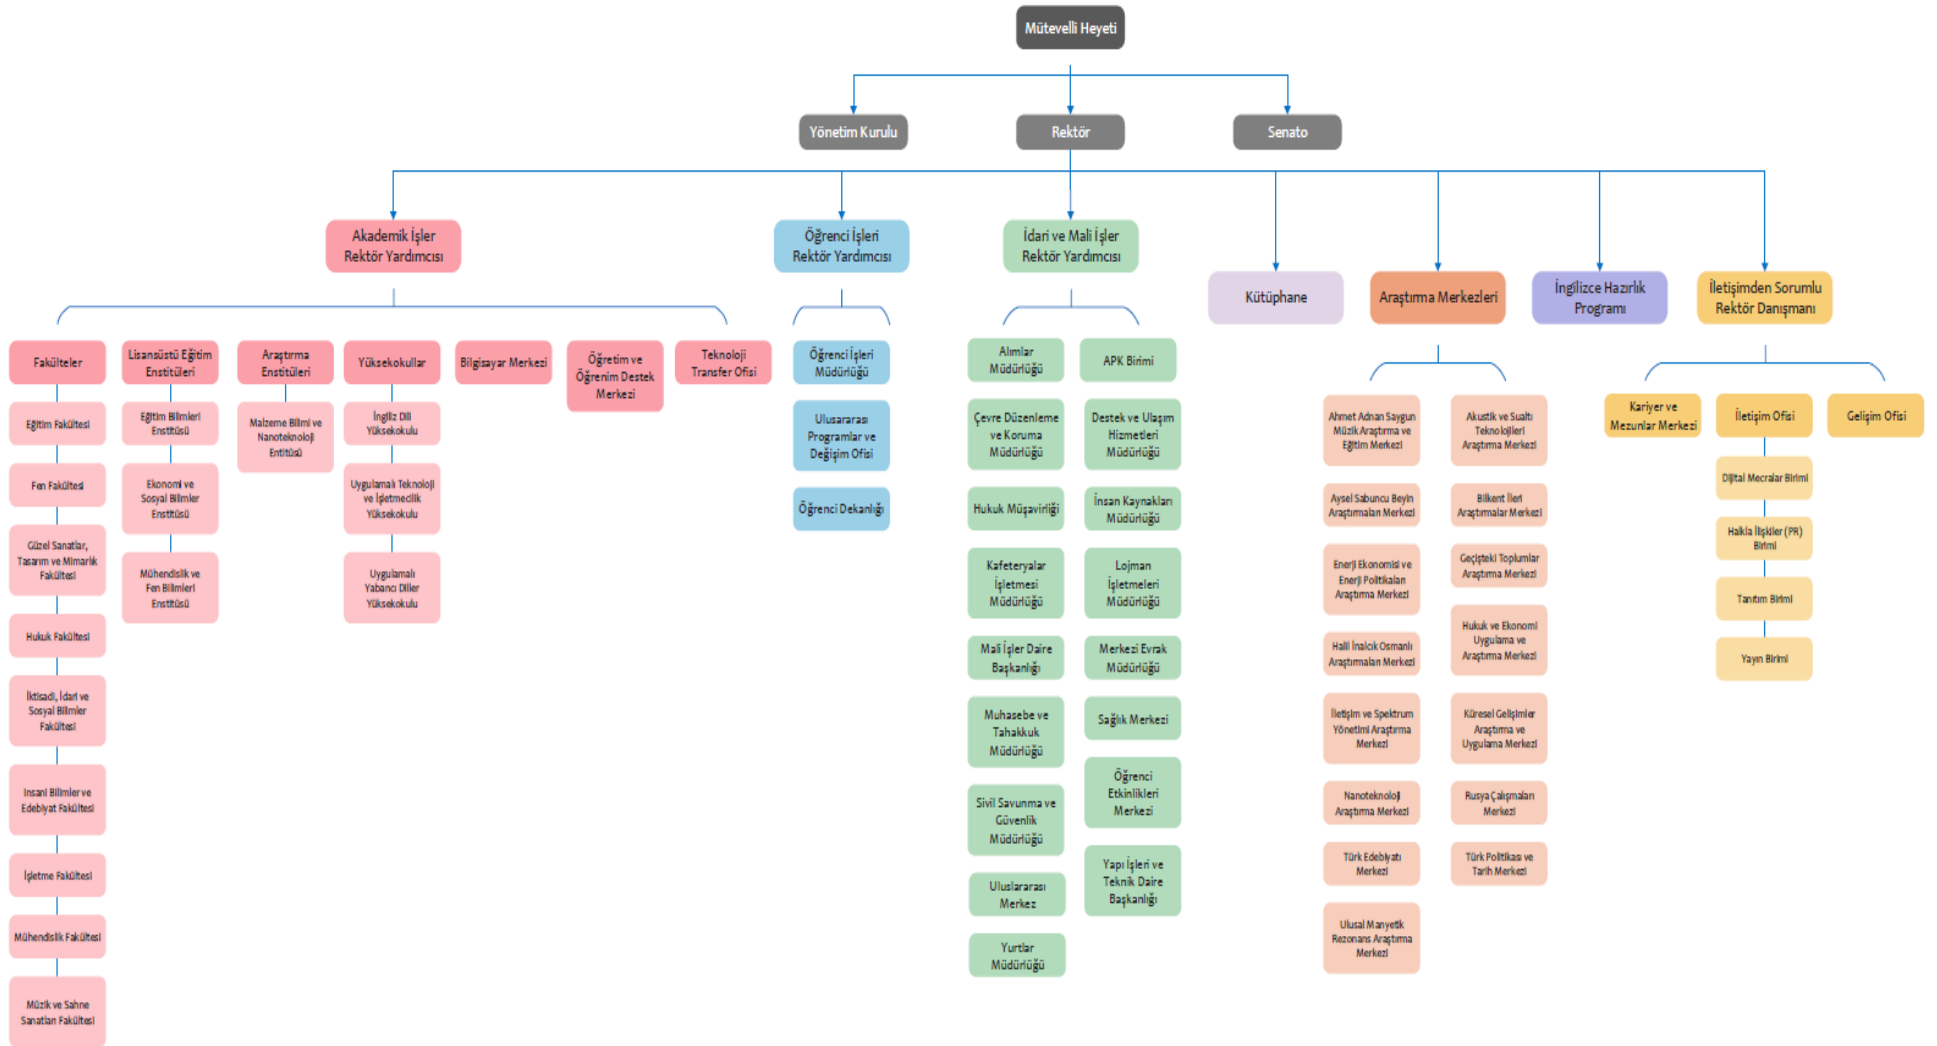 Mütevelli Heyeti
Yönetim Kurulu
Rektör
Senato
Akademik İşler
Rektör Yardımcısı
Öğrenci İşleri
Rektör Yardımcısı
İdari ve Mali İşler
Rektör Yardımcısı
Kütüphane
Araştırma Merkezleri
İngilizce Hazırlık
Programı
İletişimden Sorumlu
Rektör Danışmanı
Fakülteler
Eğitim Fakültesi
Fen Fakültesi
Güzel Sanatlar,
Tasarım ve Mimarlık
Fakültesi
Hukuk Fakültesi
İktisadi, İdari ve
Sosyal Bilimler
Fakültesi
İnsani Bilimler ve
Edebiyat Fakültesi
İşletme Fakültesi
Mühendislik Fakültesi
Müzik ve Sahne
Sanatları Fakültesi
Lisansüstü Eğitim
Enstitüleri
Eğitim Bilimleri
Enstitüsü
Ekonomi ve
Sosyal Bilimler
Enstitüsü
Mühendislik ve
Fen Bilimleri
Enstitüsü
Araştırma
Enstitüleri
Malzeme Bilimi ve
Nanoteknoloji
Entitüsü
Yüksekokullar
İngiliz Dili
Yüksekokulu
Uygulamalı Teknoloji
ve İşletmecilik
Yüksekokulu
Uygulamalı
Yabancı Diller
Yüksekokulu
Bilgisayar Merkezi
Öğretim ve
Öğrenim Destek
Merkezi
Teknoloji
Transfer Ofisi
Öğrenci İşleri
Müdürlüğü
Ulusararası
Programlar ve
Değişim Ofisi
Öğrenci Dekanlığı
Alımlar
Müdürlüğü
Çevre Düzenleme
ve Koruma
Müdürlüğü
Hukuk Müşavirliği
Kafeteryalar
İşletmesi
Müdürlüğü
Mali İşler Daire
Başkanlığı
Muhasebe ve
Tahakkuk
Müdürlüğü
Sivil Savunma ve
Güvenlik
Müdürlüğü
Uluslararası
Merkez
Yurtlar
Müdürlüğü
APK Birimi
Destek ve Ulaşım
Hizmetleri
Müdürlüğü
İnsan Kaynakları
Müdürlüğü
Lojman
İşletmeleri
Müdürlüğü
Merkezi Evrak
Müdürlüğü
Sağlık Merkezi
Öğrenci
Etkinlikleri
Merkezi
Yapı İşleri ve
Teknik Daire
Başkanlığı
Ahmet Adnan Saygun
Müzik Araştırma ve
Eğitim Merkezi
Aysel Sabuncu Beyin
Araştırmaları Merkezi
Enerji Ekonomisi ve
Enerji Politikaları
Araştırma Merkezi
Halil İnalcık Osmanlı
Araştırmaları Merkezi
İletişim ve Spektrum
Yönetimi Araştırma
Merkezi
Nanoteknoloji
Araştırma Merkezi
Türk Edebiyatı
Merkezi
Ulusal Manyetik
Rezonans Araştırma
Merkezi
Akustik ve Sualtı
Teknolojileri
Araştırma Merkezi
Bilkent İleri
Araştırmalar Merkezi
Geçişteki Toplumlar
Araştırma Merkezi
Hukuk ve Ekonomi
Uygulama ve
Araştırma Merkezi
Küresel Gelişimler
Araştırma ve
Uygulama Merkezi
Rusya Çalışmaları
Merkezi
Türk Politikası ve
Tarih Merkezi
Kariyer ve
Mezunlar Merkezi
İletişim Ofisi
Dijital Mecralar Birimi
Halkla İlişkiler (PR)
Birimi
Tanıtım Birimi
Yayın Birimi
Gelişim Ofisi